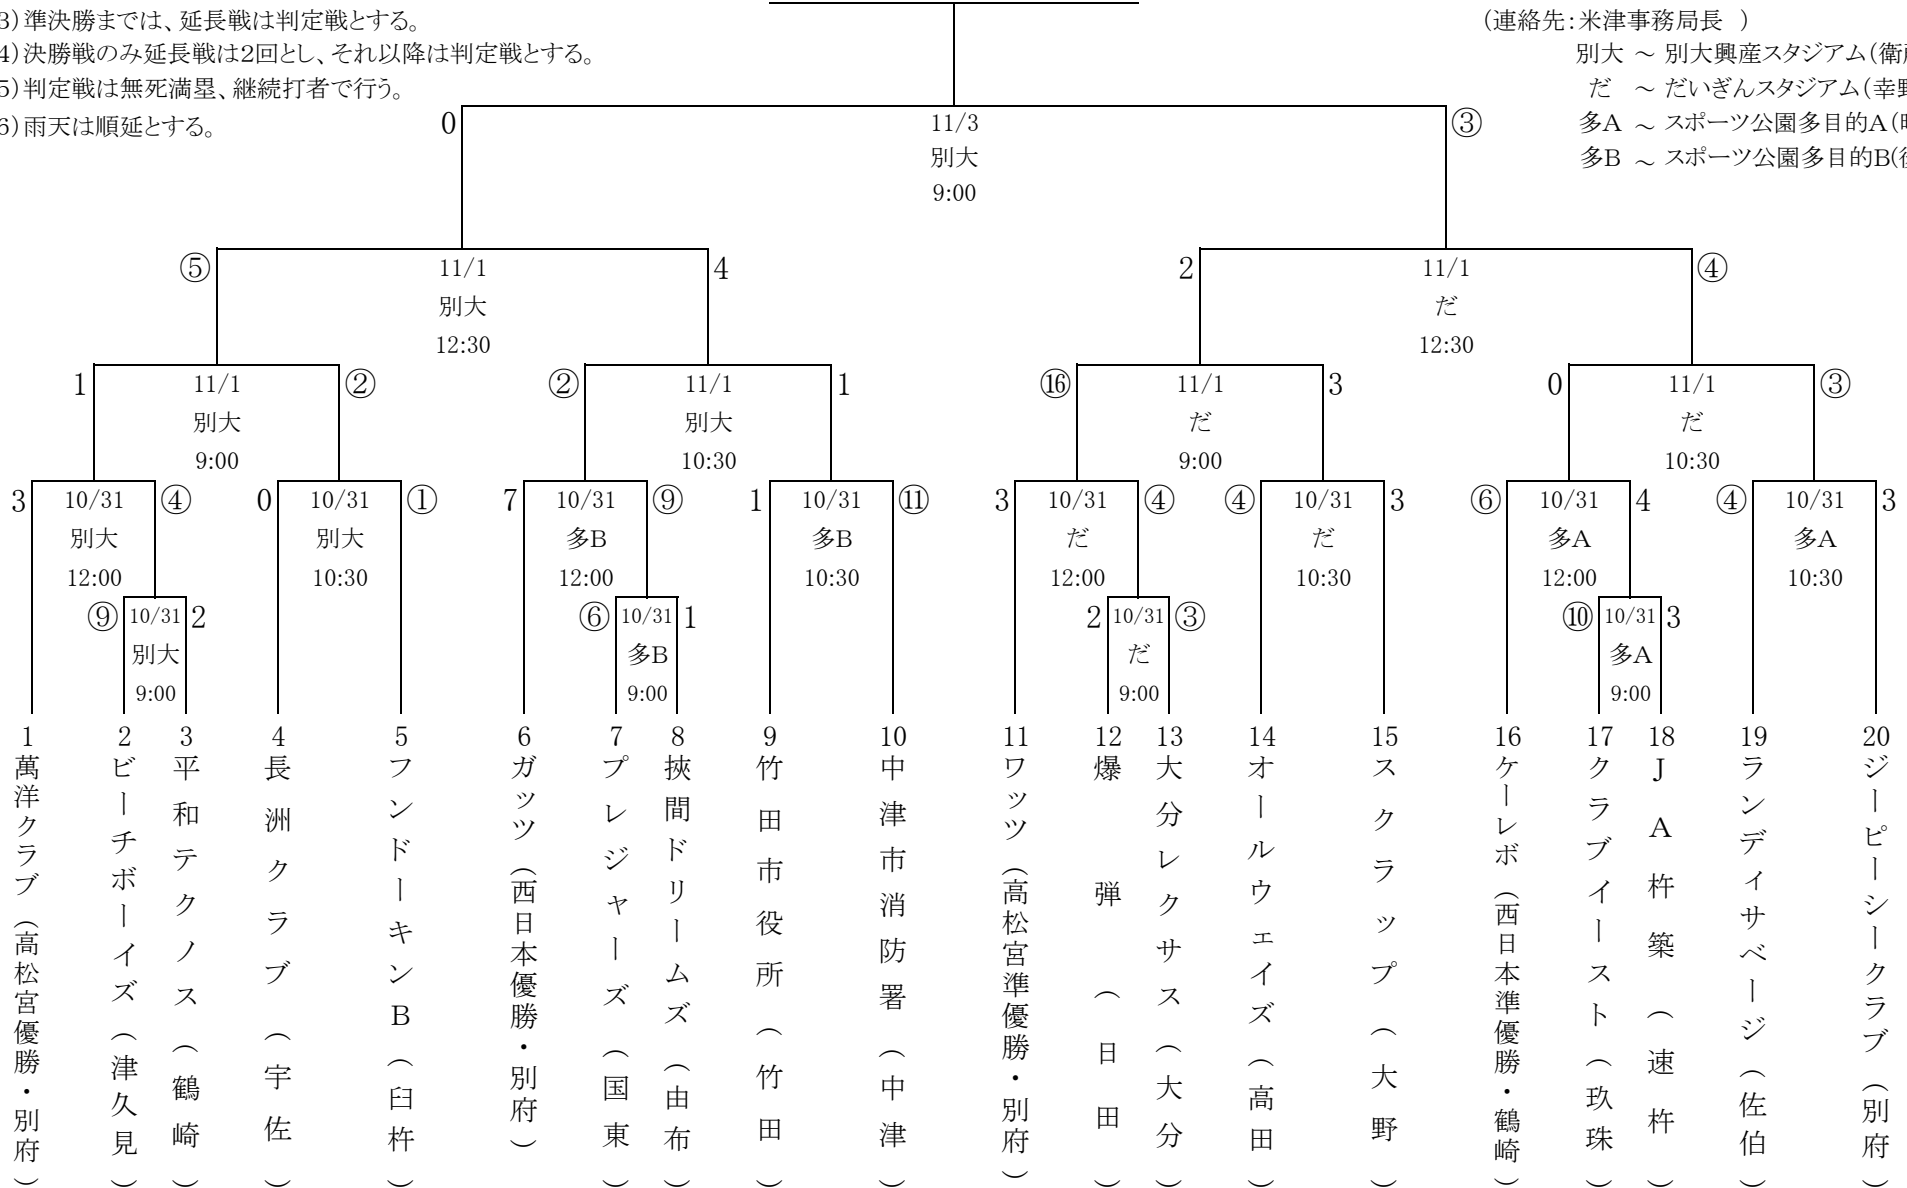 3）準決勝までは、延長戦は判定戦とする。
4）決勝戦のみ延長戦は2回とし、それ以降は判定戦とする。
5）判定戦は無死満塁、継続打者で行う。
6）雨天は順延とする。
（連絡先：米津事務局長　）
別大 ～ 別大興産スタジアム（衛
だ ～ だいぎんスタジアム（幸野
多A ～ スポーツ公園多目的A（
多B ～ スポーツ公園多目的B（
0 11/3 ③
別大
9:00
⑤ 11/1 4 2 11/1 ④
別大 だ
12:30 12:30
1 11/1 ② ② 11/1 1 ⑯ 11/1 3 0 11/1 ③
別大 別大 だ だ
9:00 10:30 9:00 10:30
3 10/31 ④ 0 10/31 ① 7 10/31 ⑨ 1 10/31 ⑪ 3 10/31 ④ ④ 10/31 3 ⑥ 10/31 4 ④ 10/31 3
別大 別大 多B 多B だ だ 多A 多A
12:00 10:30 12:00 10:30 12:00 10:30 12:00 10:30
⑨ 10/31 2 ⑥ 10/31 1 2 10/31 ③ ⑩ 10/31 3
別大 多B だ 多A
9:00 9:00 9:00 9:00
1 萬洋クラブ（高松宮優勝・別府）
2 ビーチボーイズ（津久見）
3 平和テクノス（鶴崎）
4 長洲クラブ（宇佐）
5 フンドーキンB（臼杵）
6 ガッツ（西日本優勝・別府）
7 プレジャーズ（国東）
8 挾間ドリームズ（由布）
9 竹田市役所（竹田）
10 中津市消防署（中津）
11 ワッツ（高松宮準優勝・別府）
12 爆弾（日田）
13 大分レクサス（大分）
14 オールウェイズ（高田）
15 スクラップ（大野）
16 ケーレボ（西日本準優勝・鶴崎）
17 クラブイースト（玖珠）
18 JA杵築（速杵）
19 ランディサベージ（佐伯）
20 ジーピーシークラブ（別府）